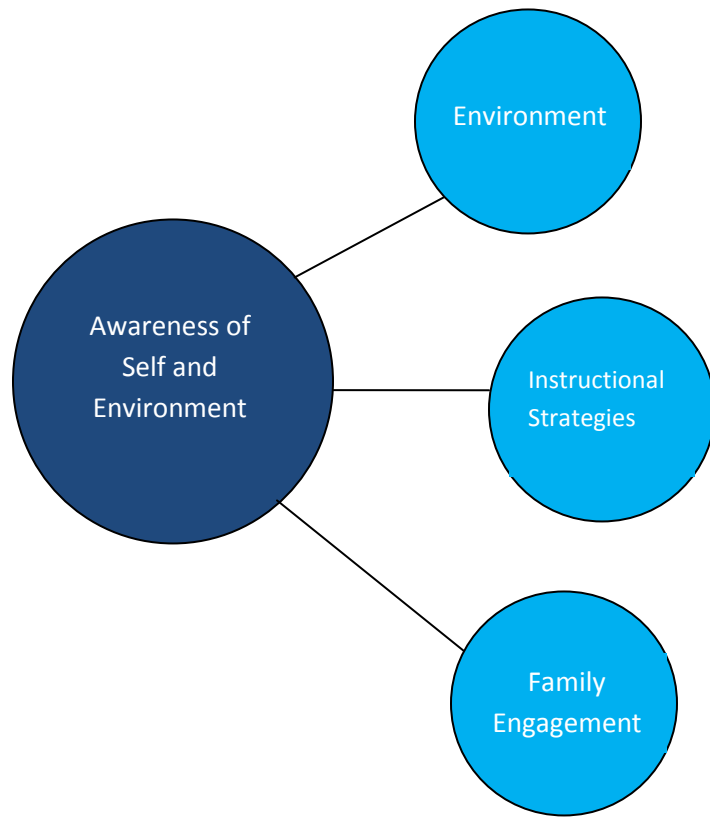 Environment
Awareness of
Self and
Environment
Instructional
Strategies
Family
Engagement